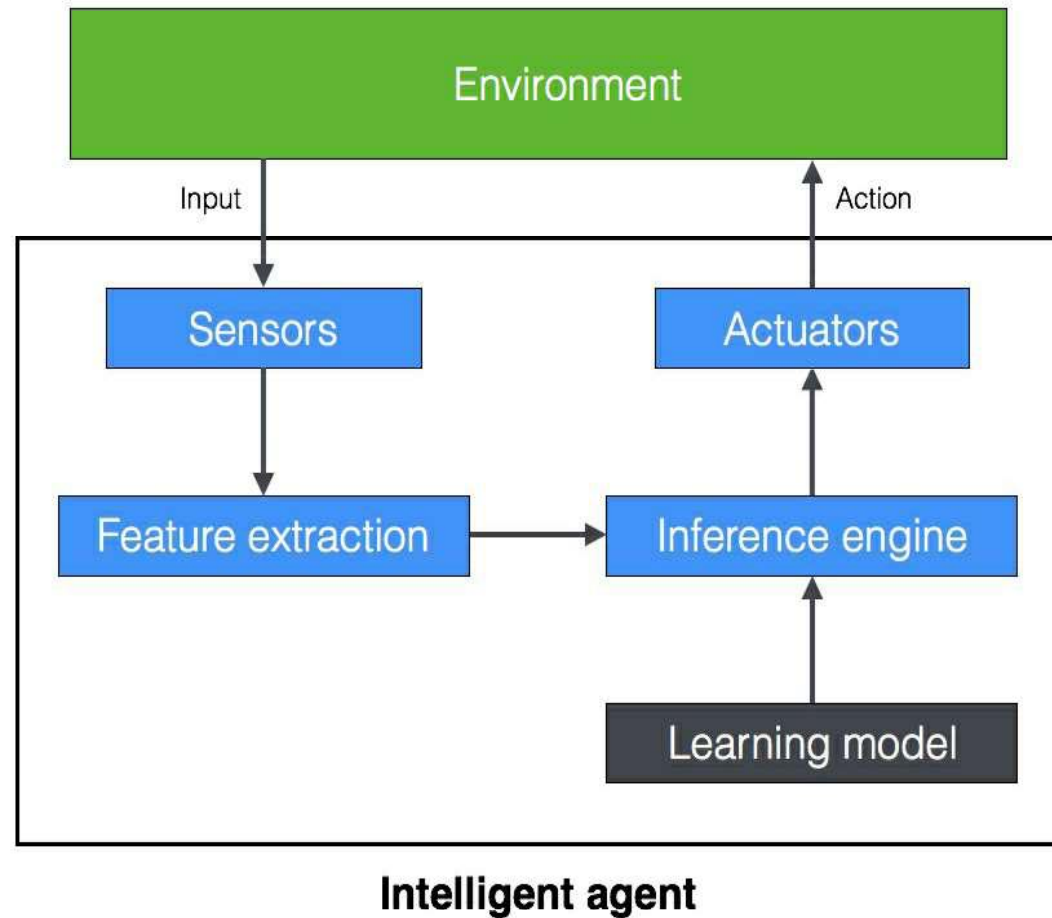 Environment
Input
Action
Sensors
Actuators
Feature extraction
Inference engine
Learning model
Intelligent agent